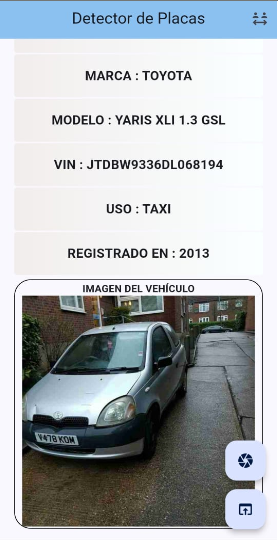 Detector de Placas
MARCA : TOYOTA
MODELO : YARIS XLI 1.3 GSL
VIN : JTDBW9336DL068194
USO : TAXI
REGISTRADO EN : 2013
IMAGEN DEL VEHÍCULO
V478 KOM